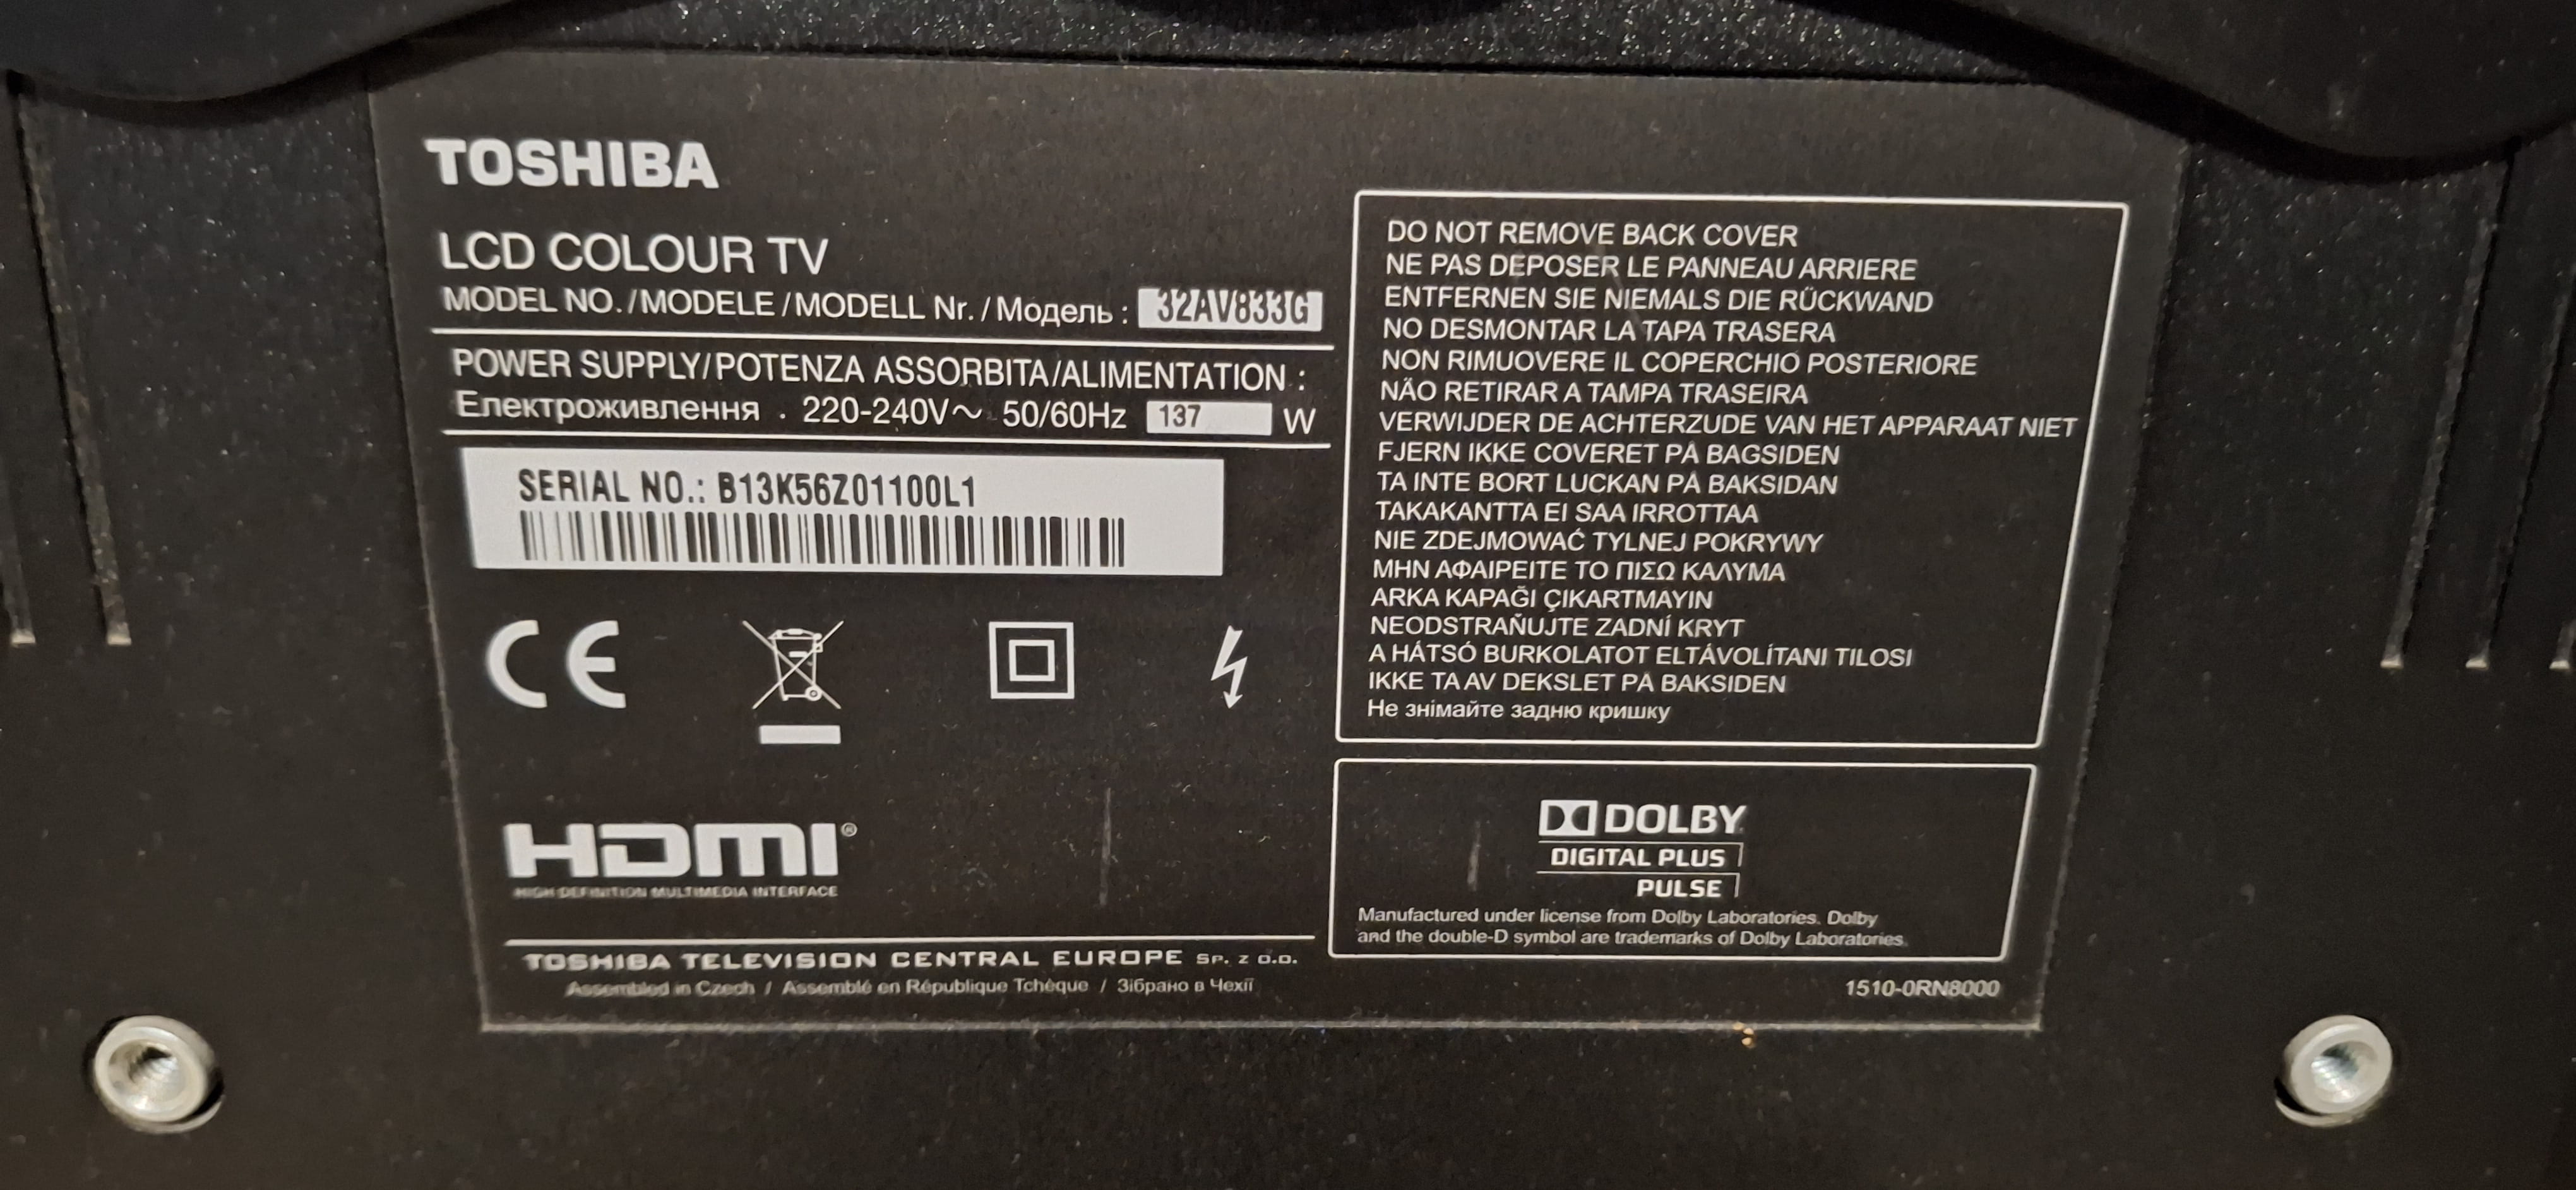 TOSHIBA
LCD COLOUR TV
MODEL NO./MODELE/MODELL Nr./Модель : 32AV833G
POWER SUPPLY/POTENZA ASSORBITA/ALIMENTATION :
Електроживлення . 220-240V~ 50/60Hz 137 W
SERIAL NO.: B13K56Z01100L1
CE
HDMI®
HIGH DEFINITION MULTIMEDIA INTERFACE
TOSHIBA TELEVISION CENTRAL EUROPE SP. Z O.O.
Assembled in Czech / Assemblé en République Tchèque / Зібрано в Чехії
DO NOT REMOVE BACK COVER
NE PAS DEPOSER LE PANNEAU ARRIERE
ENTFERNEN SIE NIEMALS DIE RÜCKWAND
NO DESMONTAR LA TAPA TRASERA
NON RIMUOVERE IL COPERCHIO POSTERIORE
NÃO RETIRAR A TAMPA TRASEIRA
VERWIJDER DE ACHTERZUDE VAN HET APPARAAT NIET
FJERN IKKE COVERET PÅ BAGSIDEN
TA INTE BORT LUCKAN PÅ BAKSIDAN
TAKAKANTTA EI SAA IRROTTAA
NIE ZDEJMOWAĆ TYLNEJ POKRYWY
ΜΗΝ ΑΦΑΙΡΕΙΤΕ ΤΟ ΠΙΣΩ ΚΑΛΥΜΑ
ARKA KAPAĞI ÇIKARTMAYIN
NEODSTRAŇUJTE ZADNÍ KRYT
A HÁTSÓ BURKOLATOT ELTÁVOLÍTANI TILOSI
IKKE TA AV DEKSLET PÅ BAKSIDEN
Не знімайте задню кришку
DOLBY
DIGITAL PLUS
PULSE
Manufactured under license from Dolby Laboratories. Dolby
and the double-D symbol are trademarks of Dolby Laboratories.
1510-0RN8000